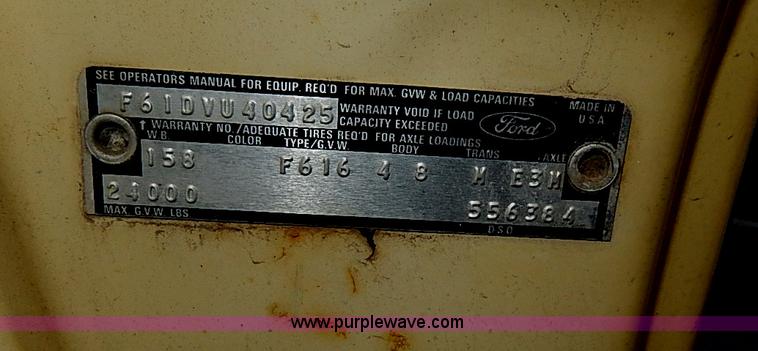 SEE OPERATORS MANUAL FOR EQUIP. REQ'D FOR MAX. GVW & LOAD CAPACITIES
F61DVU40425 WARRANTY VOID IF LOAD CAPACITY EXCEEDED
Ford
MADE IN U.S.A
↑ WARRANTY NO./ADEQUATE TIRES REQ'D FOR AXLE LOADINGS
W.B. COLOR TYPE/G.V.W. BODY TRANS. AXLE
158 F616 4 8 M E3M
24000 556384
MAX. G.V.W. LBS DSO
www.purplewave.com